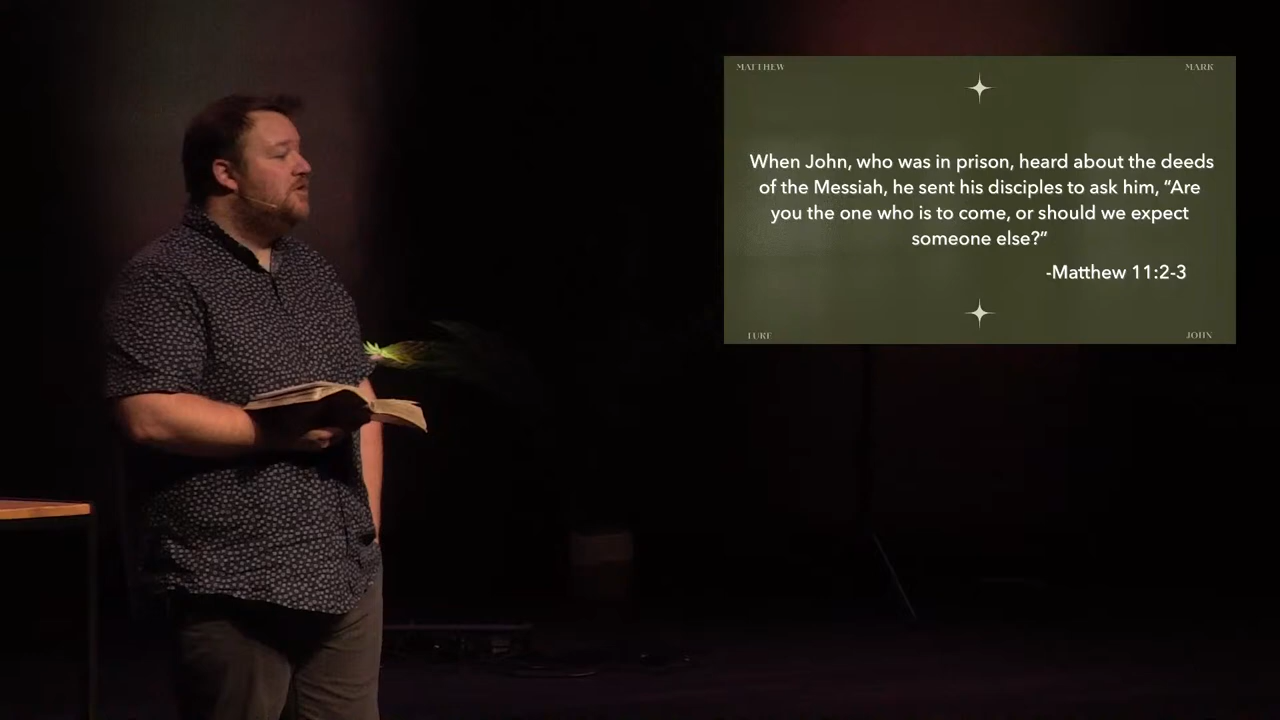 MATTHEW MARK
When John, who was in prison, heard about the deeds
of the Messiah, he sent his disciples to ask him, “Are
you the one who is to come, or should we expect
someone else?”
-Matthew 11:2-3
LUKE JOHN